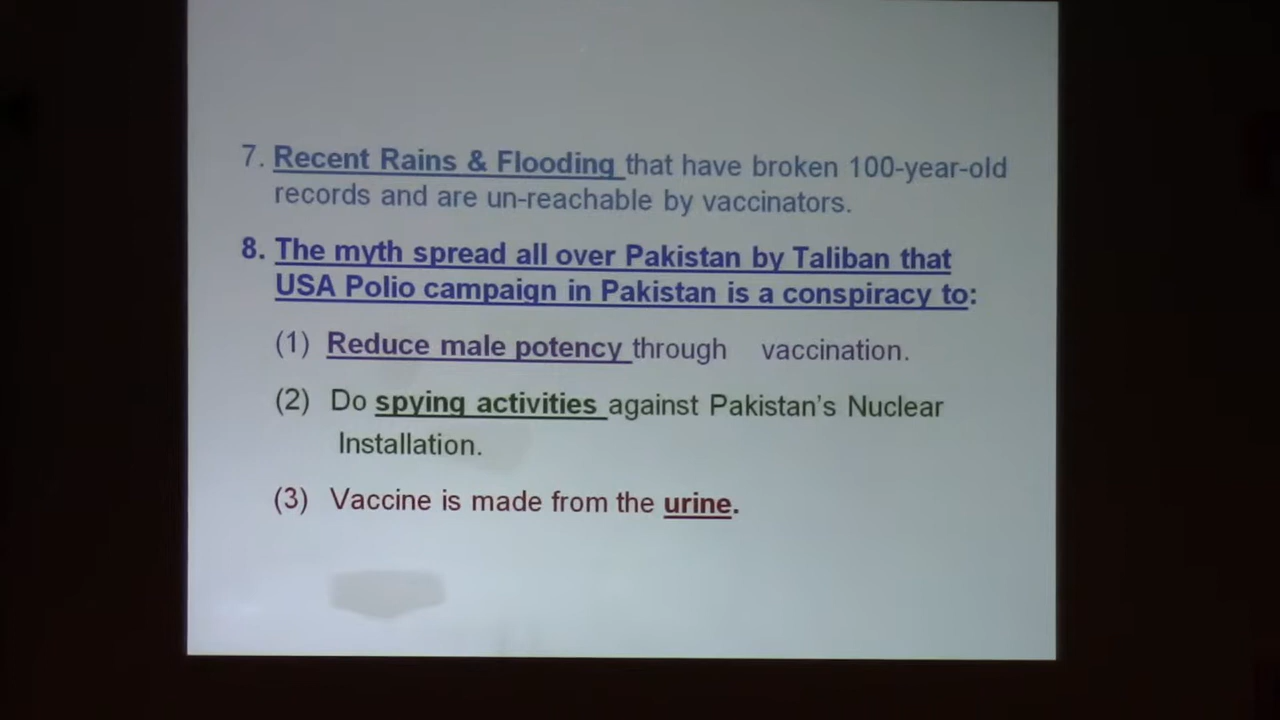 7. Recent Rains & Flooding that have broken 100-year-old
records and are un-reachable by vaccinators.
8. The myth spread all over Pakistan by Taliban that
USA Polio campaign in Pakistan is a conspiracy to:
(1) Reduce male potency through vaccination.
(2) Do spying activities against Pakistan's Nuclear
Installation.
(3) Vaccine is made from the urine.